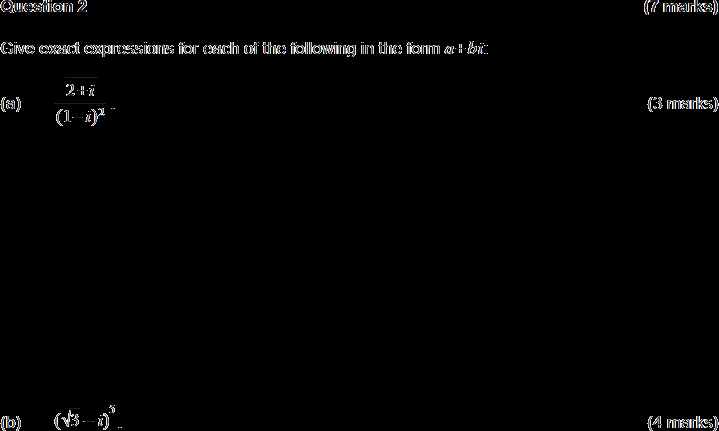 Question 2 (7 marks)
Give exact expressions for each of the following in the form a+bi:
(a) \frac{\overline{2+i}}{(1-i)^2}. (3 marks)
(b) (√3 − i)^5. (4 marks)